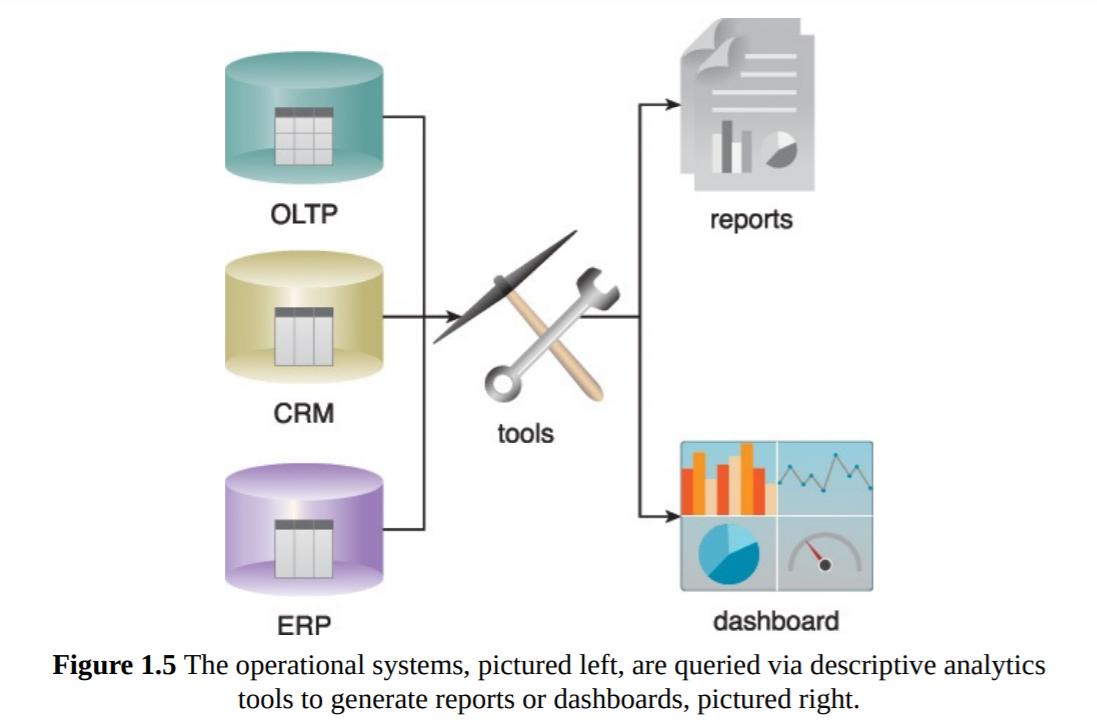 OLTP
CRM
ERP
tools
reports
dashboard
Figure 1.5 The operational systems, pictured left, are queried via descriptive analytics
tools to generate reports or dashboards, pictured right.